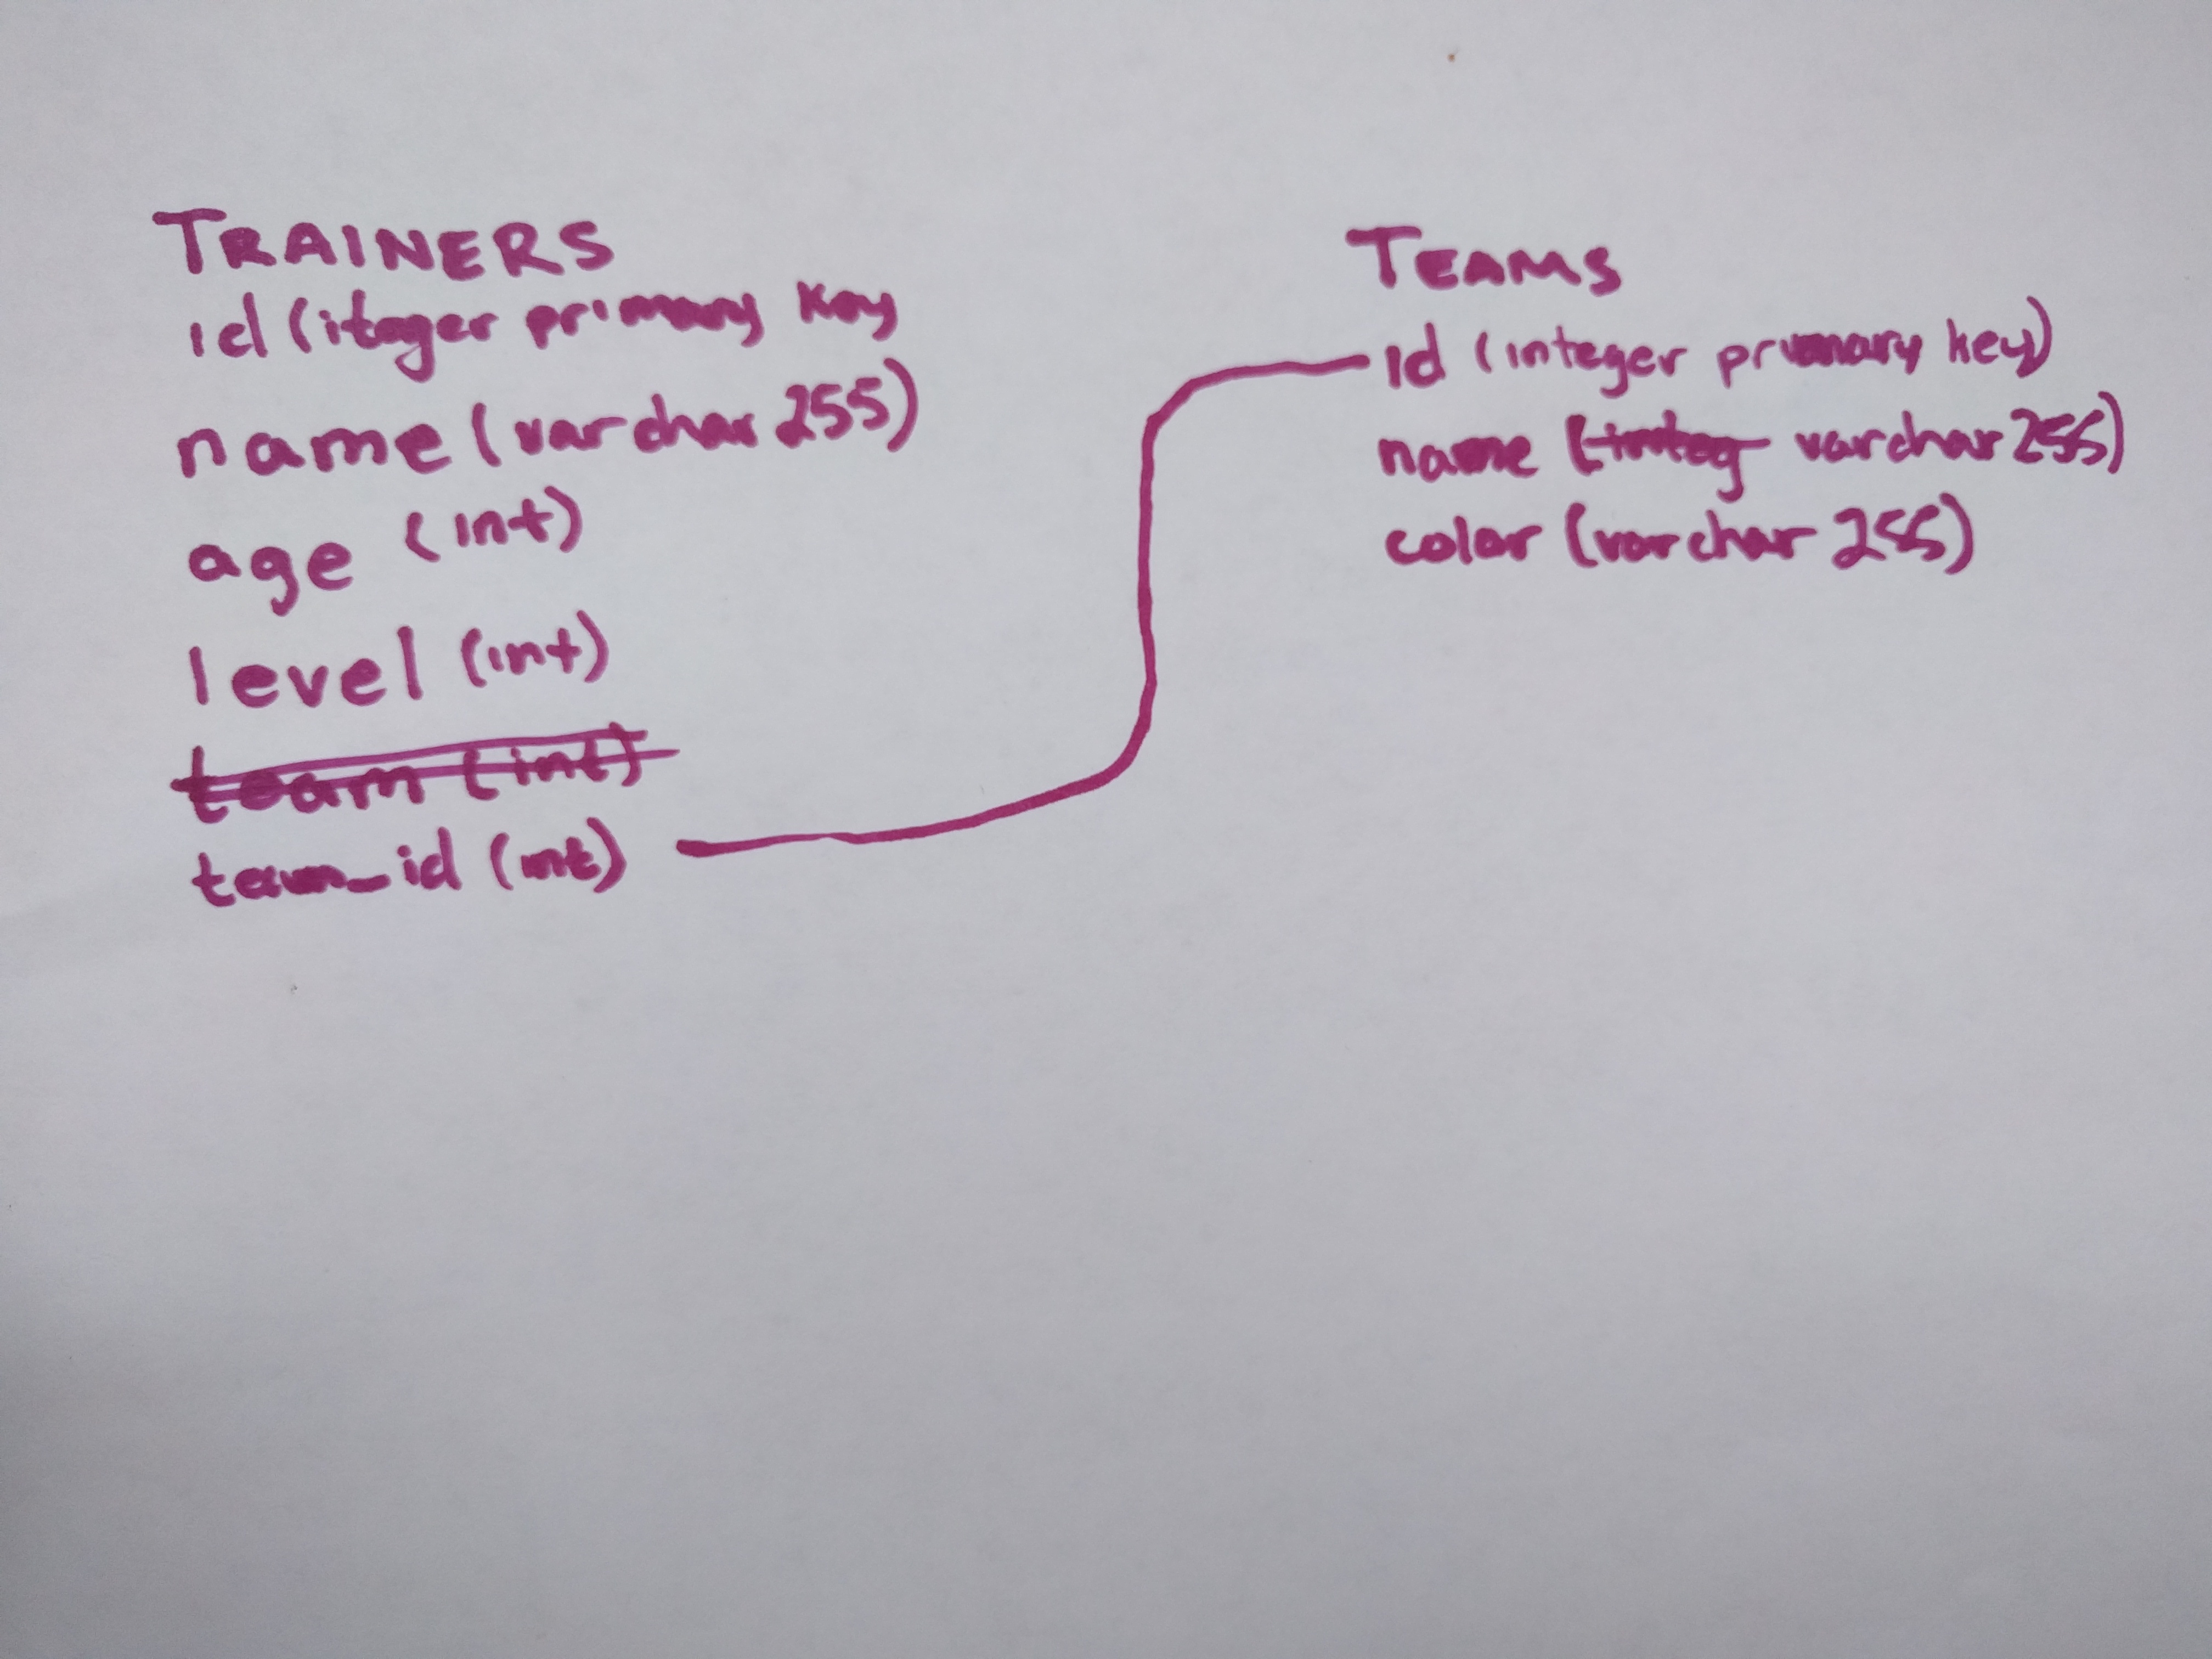 TRAINERS
id (iteger primary key
name (varchar 255)
age (int)
level (int)
team (int)
team_id (int)
TEAMS
id (integer primary key)
name (integ varchar 255)
color (varchar 255)